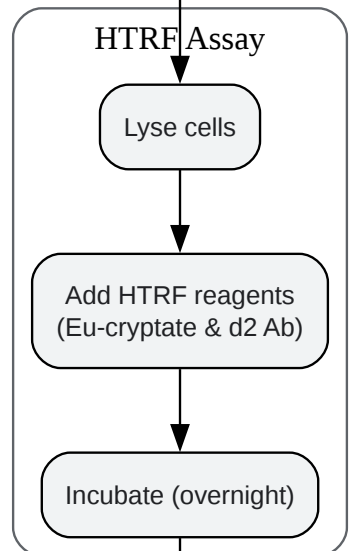 HTRF Assay
Lyse cells
Add HTRF reagents
(Eu-cryptate & d2 Ab)
Incubate (overnight)